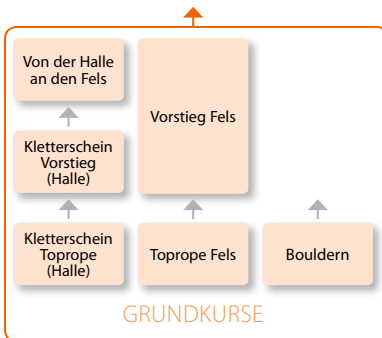 Von der Halle
an den Fels
Vorstieg Fels
Kletterschein
Vorstieg
(Halle)
Kletterschein
Toprope
(Halle)
Toprope Fels
Bouldern
GRUNDKURSE